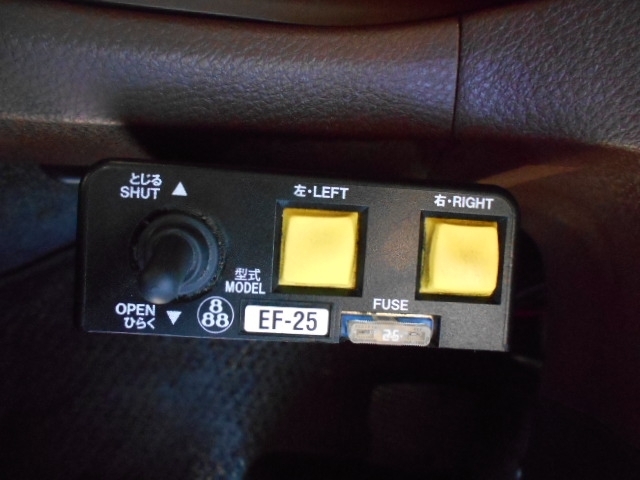 とじる
SHUT ▲
左・LEFT
右・RIGHT
型式
MODEL
OPEN ▼
ひらく
8
88
EF-25
FUSE